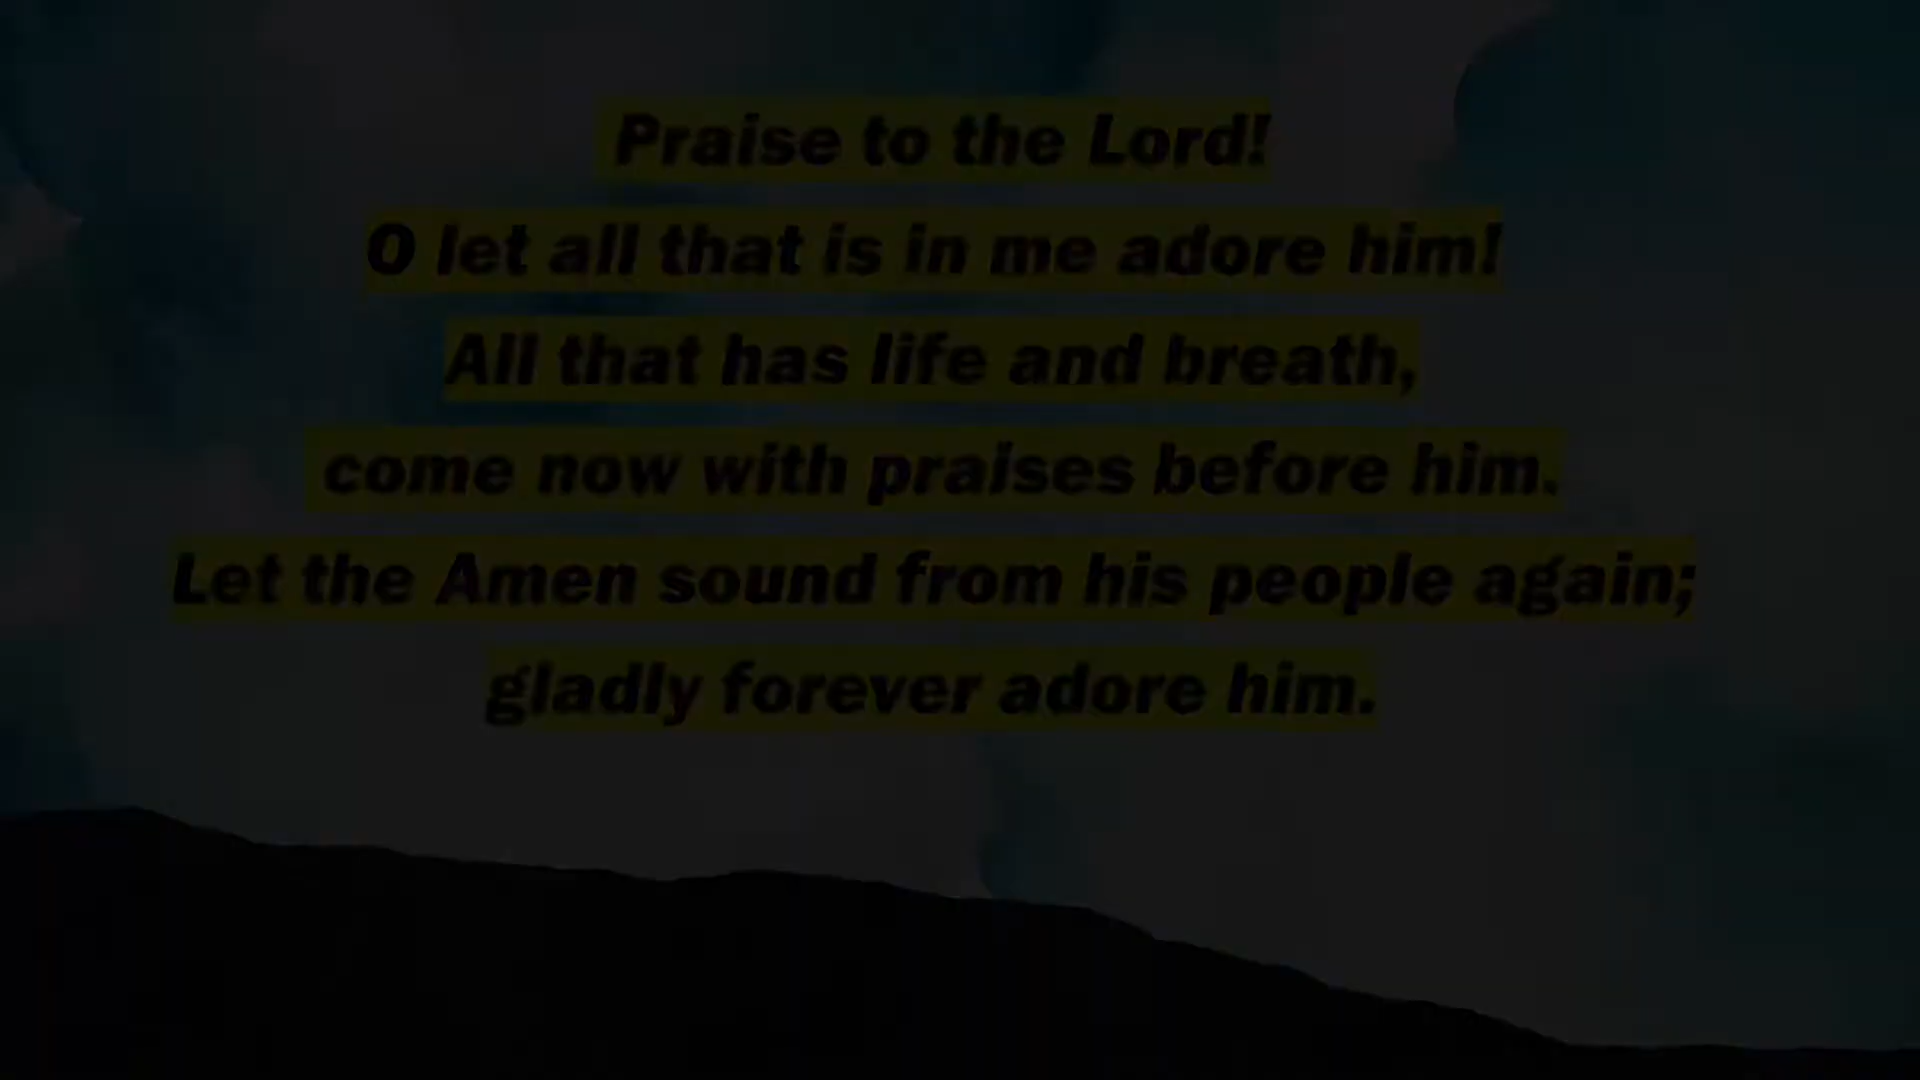 Praise to the Lord!
O let all that is in me adore him!
All that has life and breath,
come now with praises before him.
Let the Amen sound from his people again;
gladly forever adore him.